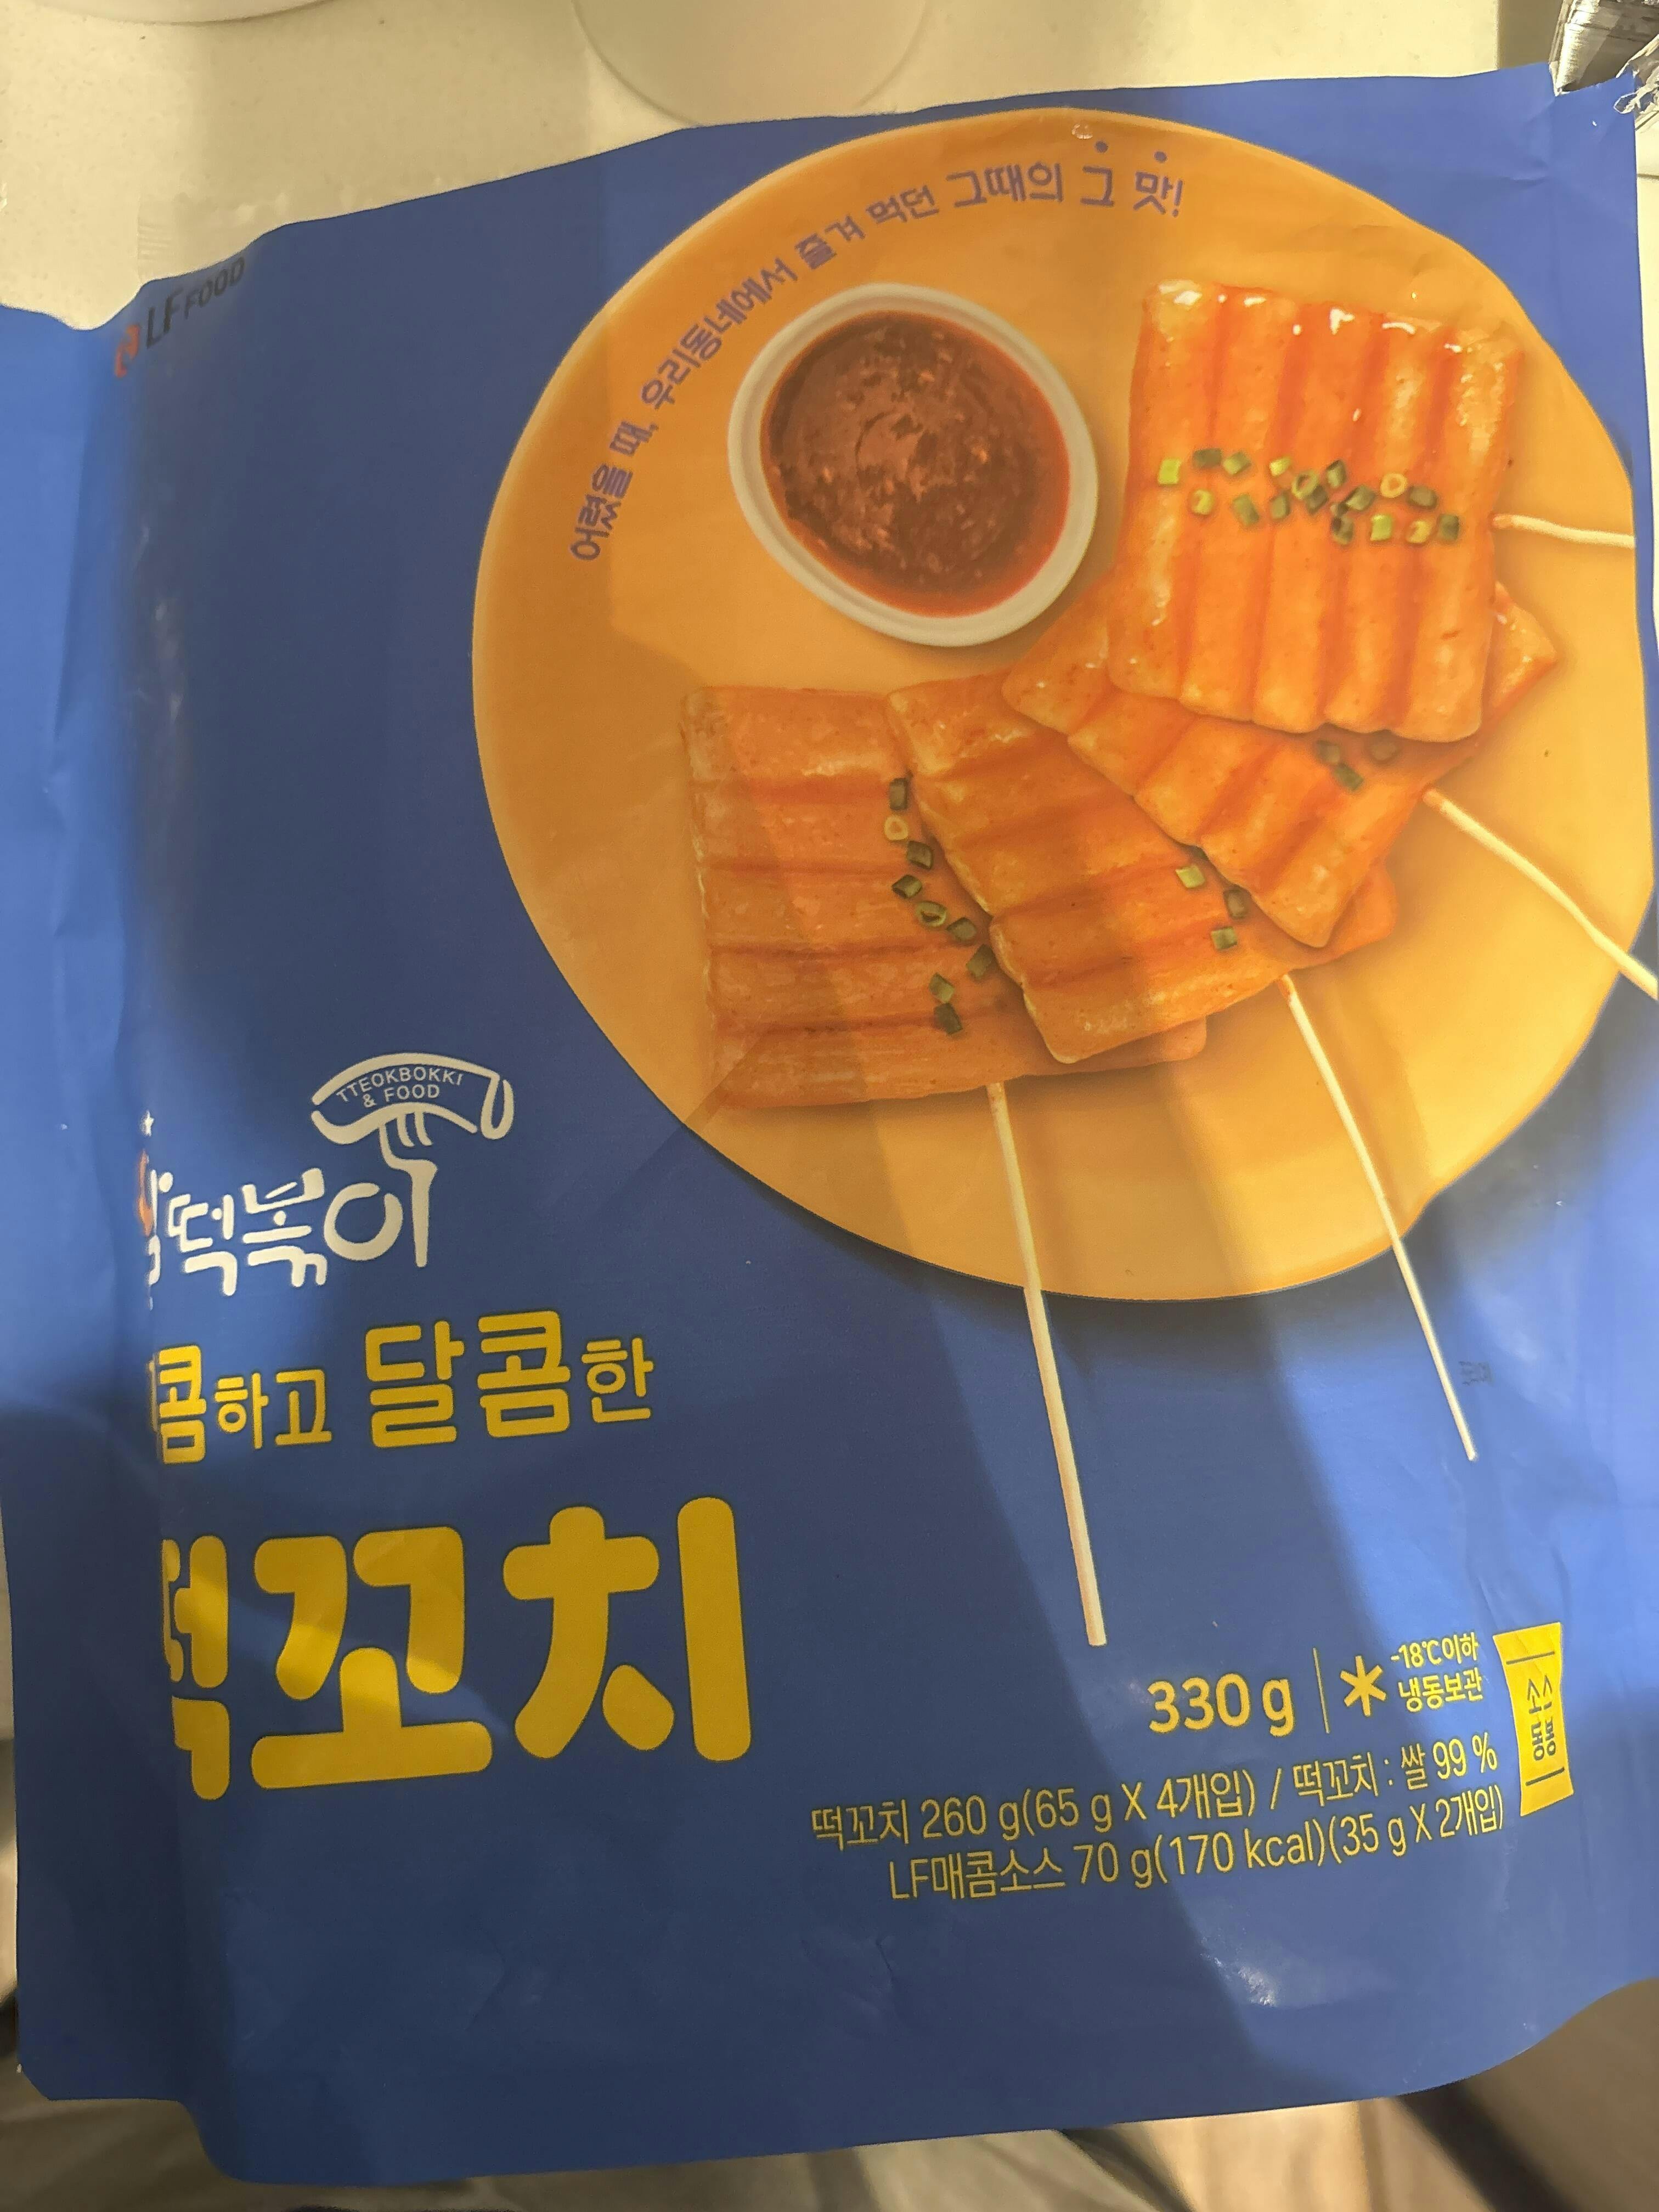 LF FOOD
어렸을 때, 우리동네에서 즐겨 먹던 그때의 그 맛!
TTEOKBOKKI
& FOOD
떡볶이
콤하고 달콤한
꼬치
330 g
-18℃이하
냉동보관
소스
동봉
떡꼬치 260 g(65 g X 4개입) / 떡꼬치 : 쌀 99 %
LF매콤소스 70 g(170 kcal)(35 g X 2개입)